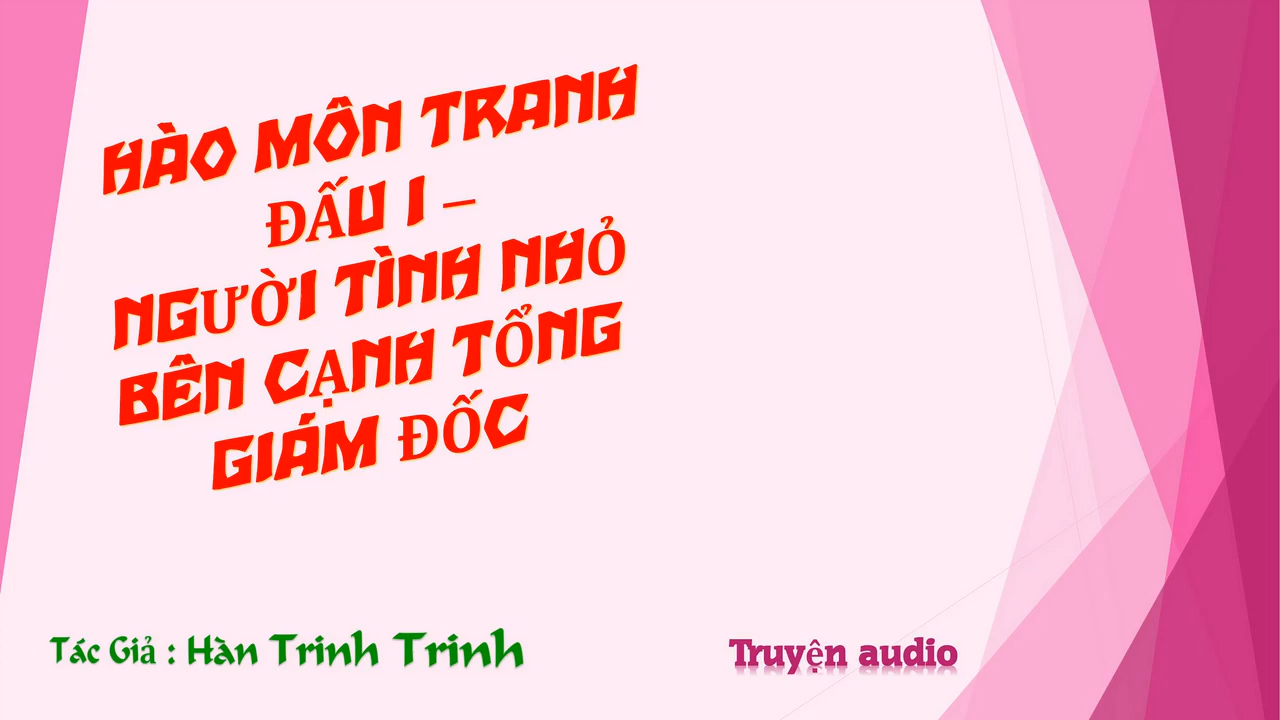 HÀO MÔN TRANH
ĐẤU I –
NGƯỜI TÌNH NHỎ
BÊN CẠNH TỔNG
GIÁM ĐỐC
Tác Giả : Hàn Trinh Trinh
Truyện audio